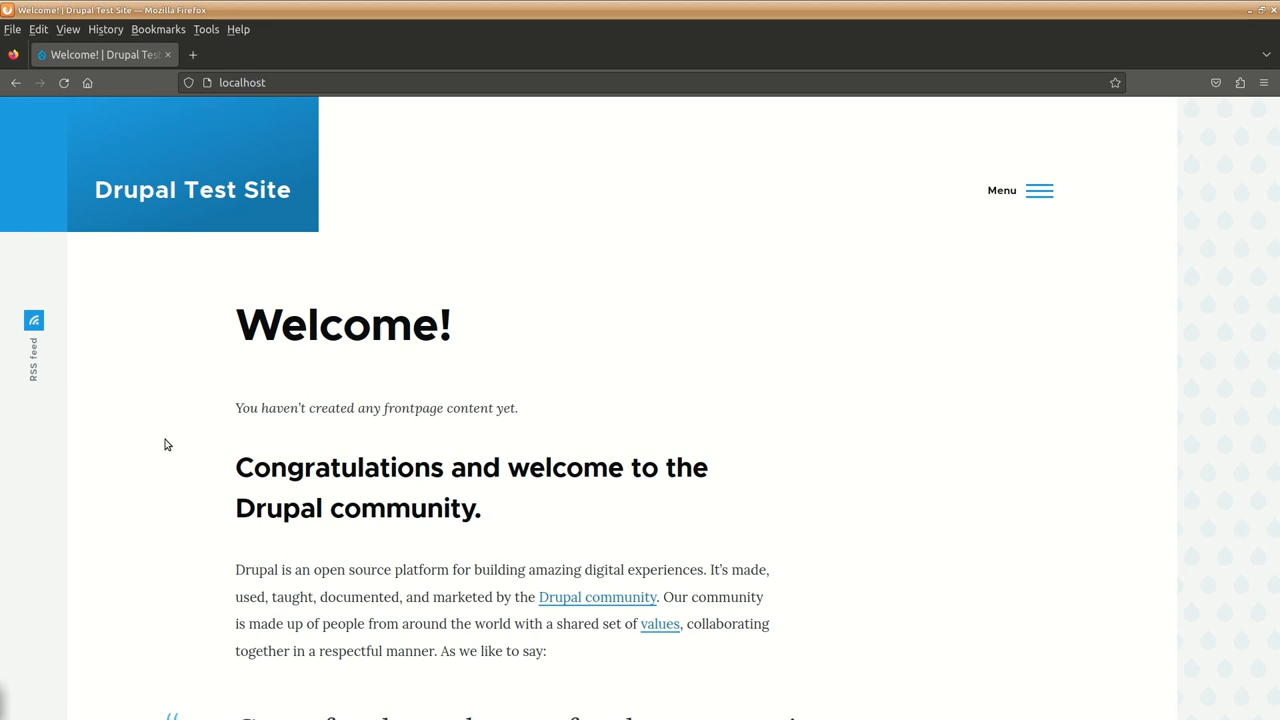 Welcome! | Drupal Test Site — Mozilla Firefox
File Edit View History Bookmarks Tools Help
Welcome! | Drupal Tes
localhost
Drupal Test Site
Menu
RSS feed
Welcome!
You haven’t created any frontpage content yet.
Congratulations and welcome to the
Drupal community.
Drupal is an open source platform for building amazing digital experiences. It’s made,
used, taught, documented, and marketed by the Drupal community. Our community
is made up of people from around the world with a shared set of values, collaborating
together in a respectful manner. As we like to say:
“